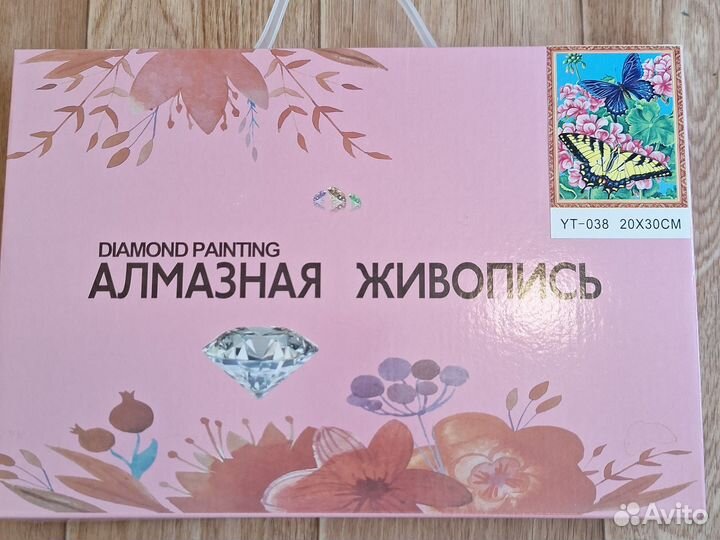 YT-038 20X30CM
DIAMOND PAINTING
АЛМАЗНАЯ ЖИВОПИСЬ
Avito